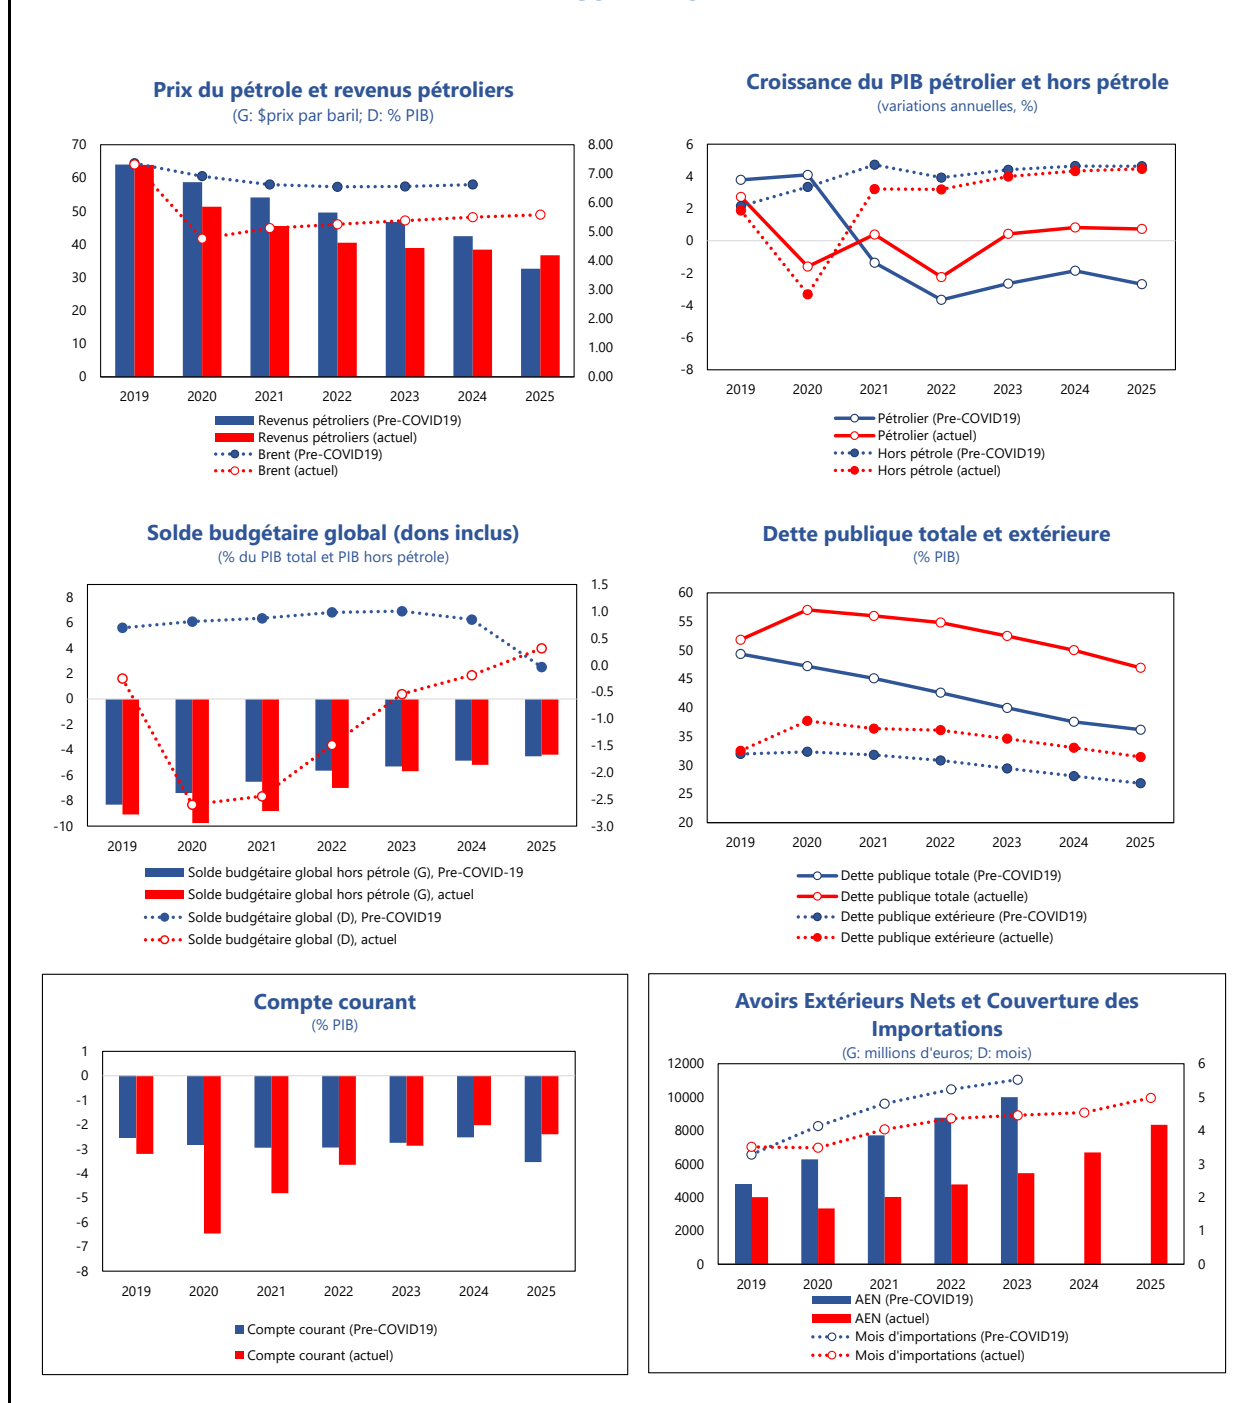 Prix du pétrole et revenus pétroliers
(G: $prix par baril; D: % PIB)
70
60
50
40
30
20
10
0
8.00
7.00
6.00
5.00
4.00
3.00
2.00
1.00
0.00
2019 2020 2021 2022 2023 2024 2025
Revenus pétroliers (Pre-COVID19)
Revenus pétroliers (actuel)
Brent (Pre-COVID19)
Brent (actuel)
Croissance du PIB pétrolier et hors pétrole
(variations annuelles, %)
6
4
2
0
-2
-4
-6
-8
2019 2020 2021 2022 2023 2024 2025
Pétrolier (Pre-COVID19)
Pétrolier (actuel)
Hors pétrole (Pre-COVID19)
Hors pétrole (actuel)
Solde budgétaire global (dons inclus)
(% du PIB total et PIB hors pétrole)
8
6
4
2
0
-2
-4
-6
-8
-10
1.5
1.0
0.5
0.0
-0.5
-1.0
-1.5
-2.0
-2.5
-3.0
2019 2020 2021 2022 2023 2024 2025
Solde budgétaire global hors pétrole (G), Pre-COVID-19
Solde budgétaire global hors pétrole (G), actuel
Solde budgétaire global (D), Pre-COVID19
Solde budgétaire global (D), actuel
Dette publique totale et extérieure
(% PIB)
60
55
50
45
40
35
30
25
20
2019 2020 2021 2022 2023 2024 2025
Dette publique totale (Pre-COVID19)
Dette publique totale (actuelle)
Dette publique extérieure (Pre-COVID19)
Dette publique extérieure (actuelle)
Compte courant
(% PIB)
1
0
-1
-2
-3
-4
-5
-6
-7
-8
2019 2020 2021 2022 2023 2024 2025
Compte courant (Pre-COVID19)
Compte courant (actuel)
Avoirs Extérieurs Nets et Couverture des
Importations
(G: millions d'euros; D: mois)
12000
10000
8000
6000
4000
2000
0
6
5
4
3
2
1
0
2019 2020 2021 2022 2023 2024 2025
AEN (Pre-COVID19)
AEN (actuel)
Mois d'importations (Pre-COVID19)
Mois d'importations (actuel)